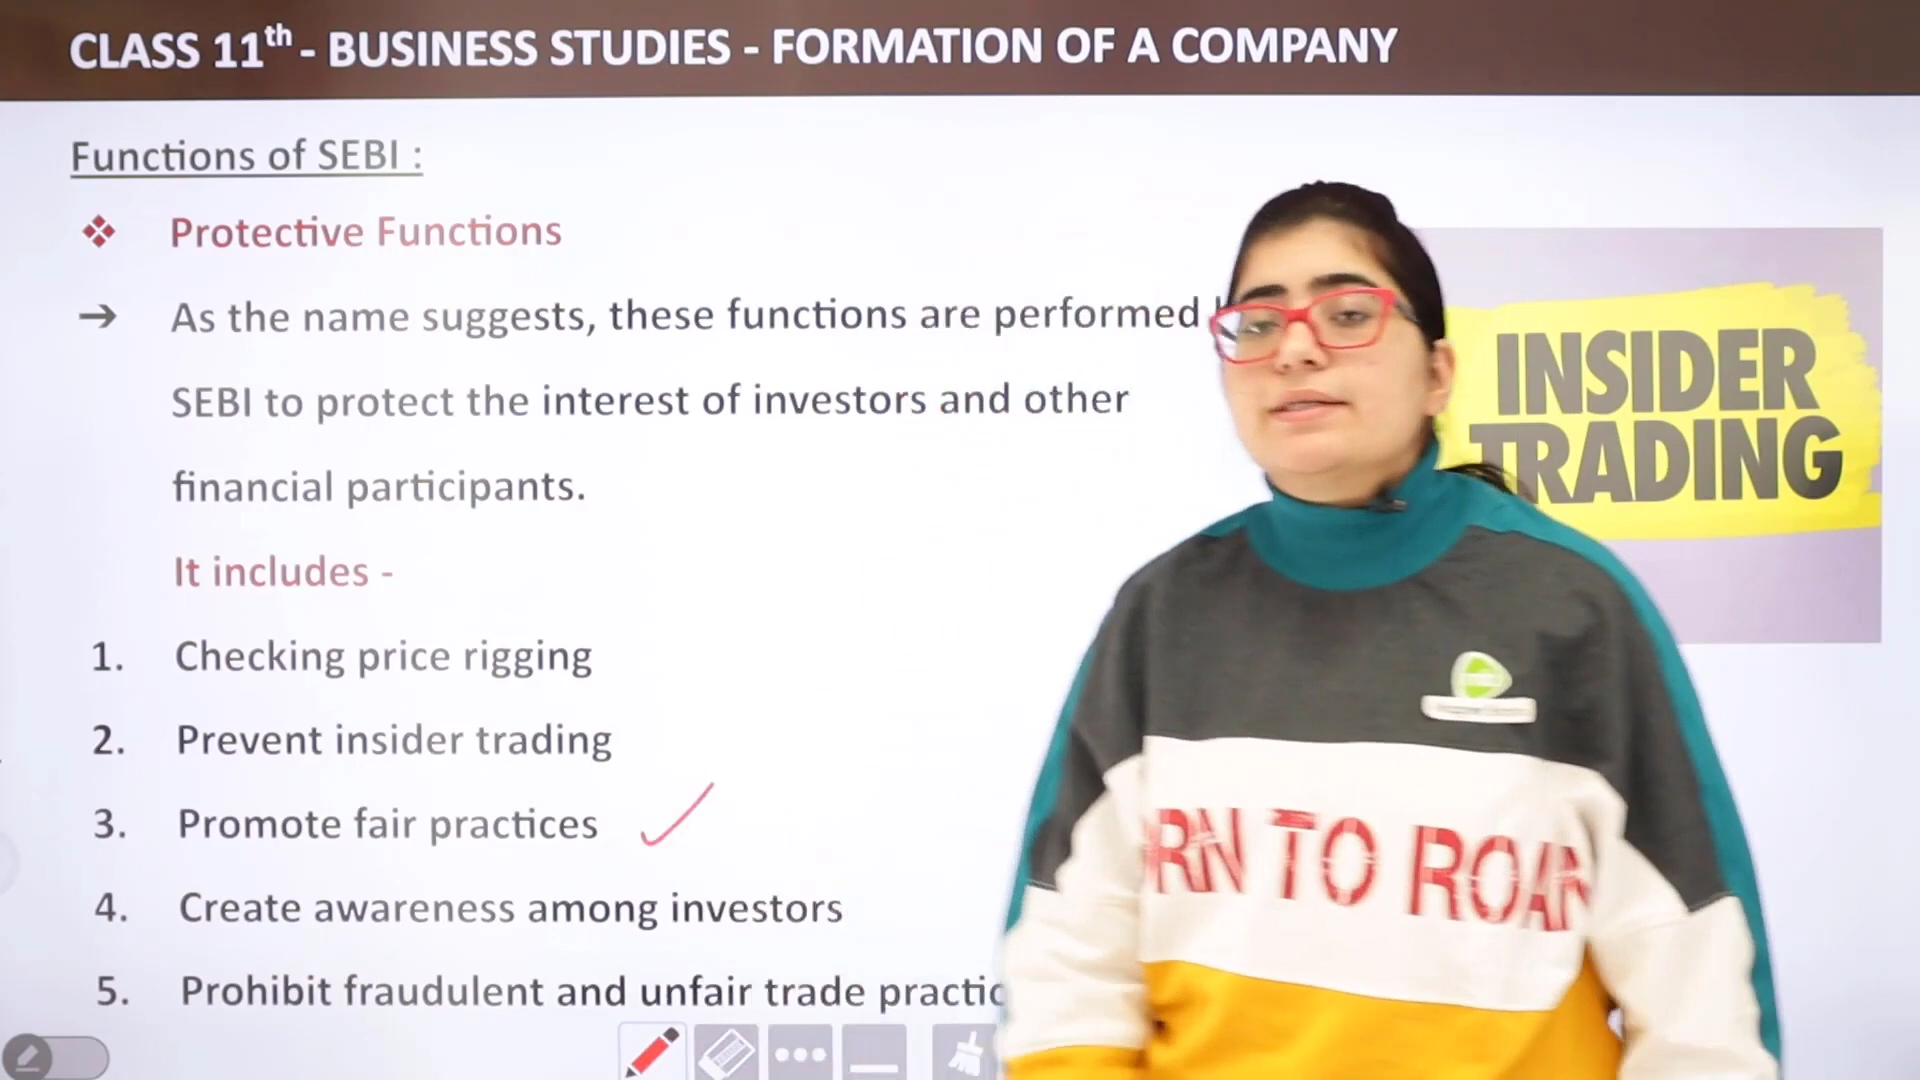 CLASS 11th - BUSINESS STUDIES - FORMATION OF A COMPANY
Functions of SEBI :
Protective Functions
As the name suggests, these functions are performed
SEBI to protect the interest of investors and other
financial participants.
It includes -
1. Checking price rigging
2. Prevent insider trading
3. Promote fair practices
4. Create awareness among investors
5. Prohibit fraudulent and unfair trade practic
INSIDER
TRADING
RN TO ROA